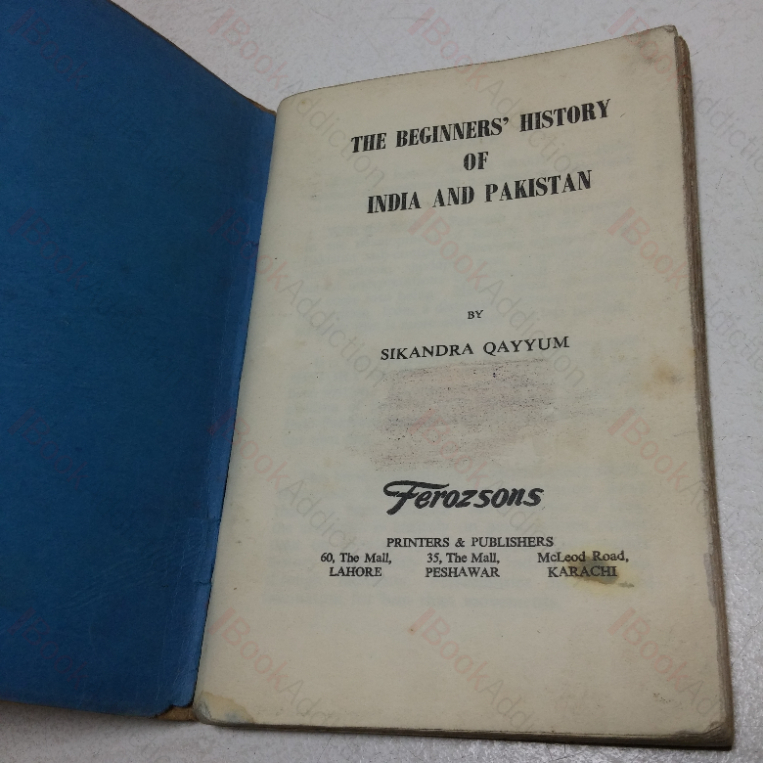 THE BEGINNERS' HISTORY
OF
INDIA AND PAKISTAN
BY
SIKANDRA QAYYUM
Ferozsons
PRINTERS & PUBLISHERS
60, The Mall, 35, The Mall, McLeod Road,
LAHORE PESHAWAR KARACHI
BookAddiction